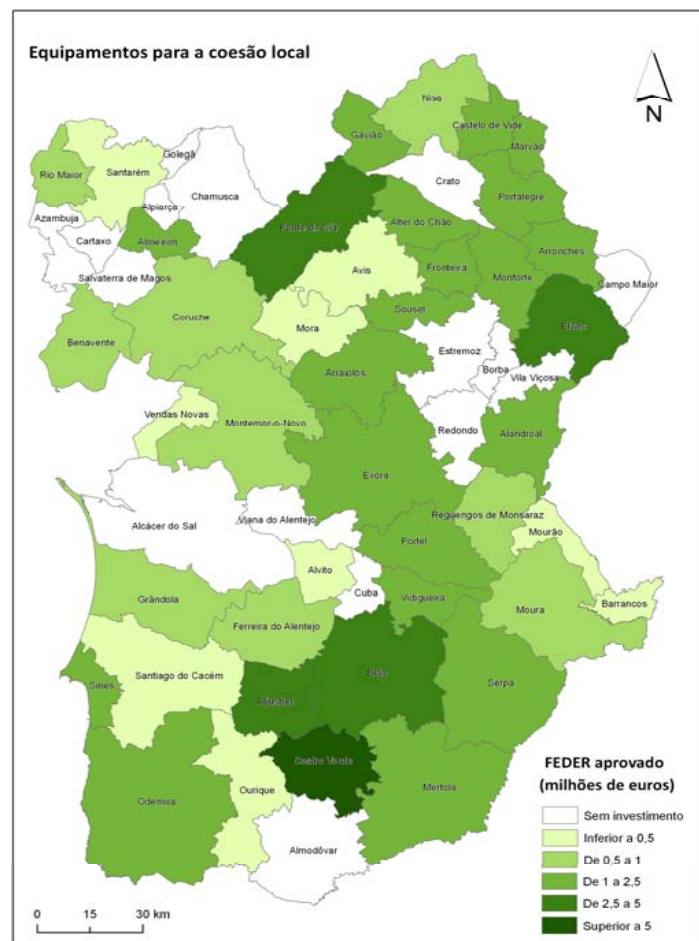 Equipamentos para a coesão local
N
Nisa
Gavião
Castelo de Vide
Marvão
Golegã
Rio Maior
Santarém
Chamusca
Crato
Portalegre
Alpiarça
Azambuja
Ponte de Sôr
Alter do Chão
Cartaxo
Almeirim
Arronches
Avis
Fronteira
Monforte
Salvaterra de Magos
Campo Maior
Sousel
Coruche
Mora
Elvas
Benavente
Estremoz
Borba
Arraiolos
Vila Viçosa
Vendas Novas
Montemor-o-Novo
Redondo
Alandroal
Évora
Reguengos de Monsaraz
Alcácer do Sal
Viana do Alentejo
Mourão
Portel
Alvito
Cuba
Vidigueira
Grândola
Moura
Barrancos
Ferreira do Alentejo
Santiago do Cacém
Beja
Serpa
Sines
Aljustrel
Castro Verde
Ourique
Mertola
Odemira
Almodôvar
FEDER aprovado
(milhões de euros)
Sem investimento
Inferior a 0,5
De 0,5 a 1
De 1 a 2,5
De 2,5 a 5
Superior a 5
0 15 30 km